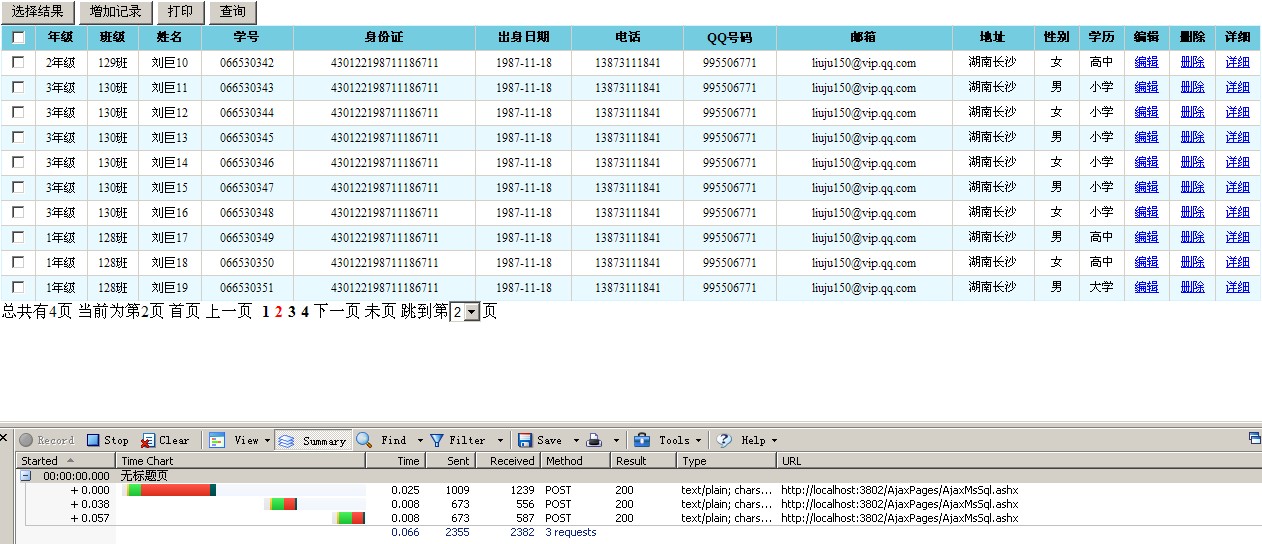 选择结果 增加记录 打印 查询
年级 班级 姓名 学号 身份证 出身日期 电话 QQ号码 邮箱 地址 性别 学历 编辑 删除 详细
2年级 129班 刘巨10 066530342 430122198711186711 1987-11-18 13873111841 995506771 liuju150@vip.qq.com 湖南长沙 女 高中 编辑 删除 详细
3年级 130班 刘巨11 066530343 430122198711186711 1987-11-18 13873111841 995506771 liuju150@vip.qq.com 湖南长沙 男 小学 编辑 删除 详细
3年级 130班 刘巨12 066530344 430122198711186711 1987-11-18 13873111841 995506771 liuju150@vip.qq.com 湖南长沙 女 小学 编辑 删除 详细
3年级 130班 刘巨13 066530345 430122198711186711 1987-11-18 13873111841 995506771 liuju150@vip.qq.com 湖南长沙 男 小学 编辑 删除 详细
3年级 130班 刘巨14 066530346 430122198711186711 1987-11-18 13873111841 995506771 liuju150@vip.qq.com 湖南长沙 女 小学 编辑 删除 详细
3年级 130班 刘巨15 066530347 430122198711186711 1987-11-18 13873111841 995506771 liuju150@vip.qq.com 湖南长沙 男 小学 编辑 删除 详细
3年级 130班 刘巨16 066530348 430122198711186711 1987-11-18 13873111841 995506771 liuju150@vip.qq.com 湖南长沙 女 小学 编辑 删除 详细
1年级 128班 刘巨17 066530349 430122198711186711 1987-11-18 13873111841 995506771 liuju150@vip.qq.com 湖南长沙 男 高中 编辑 删除 详细
1年级 128班 刘巨18 066530350 430122198711186711 1987-11-18 13873111841 995506771 liuju150@vip.qq.com 湖南长沙 女 高中 编辑 删除 详细
1年级 128班 刘巨19 066530351 430122198711186711 1987-11-18 13873111841 995506771 liuju150@vip.qq.com 湖南长沙 男 大学 编辑 删除 详细
总共有4页 当前为第2页 首页 上一页 1 2 3 4 下一页 未页 跳到第 2 页
Record Stop Clear View Summary Find Filter Save Tools Help
Started Time Chart Time Sent Received Method Result Type URL
00:00:00.000 无标题页
+ 0.000 0.025 1009 1239 POST 200 text/plain; chars... http://localhost:3802/AjaxPages/AjaxMsSql.ashx
+ 0.038 0.008 673 556 POST 200 text/plain; chars... http://localhost:3802/AjaxPages/AjaxMsSql.ashx
+ 0.057 0.008 673 587 POST 200 text/plain; chars... http://localhost:3802/AjaxPages/AjaxMsSql.ashx
0.066 2355 2382 3 requests